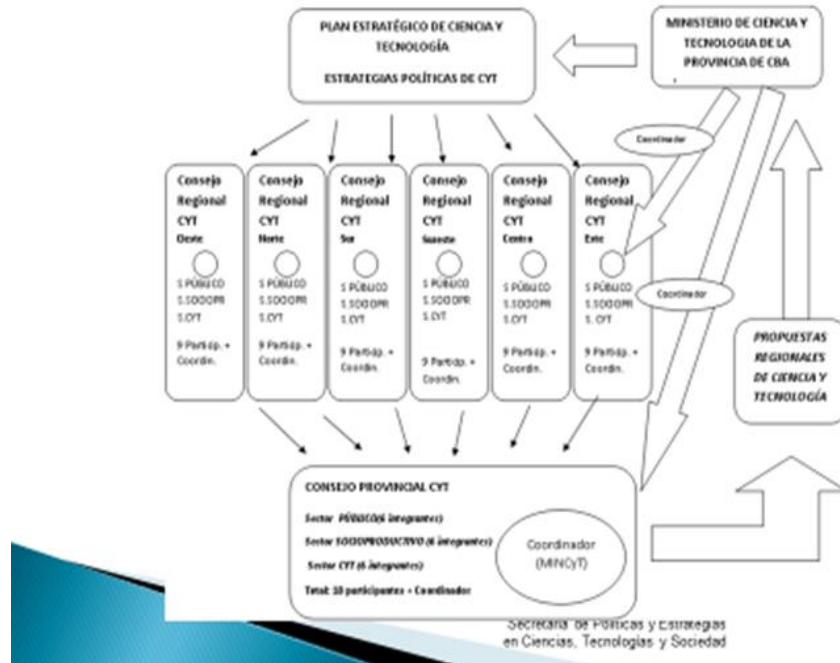 PLAN ESTRATÉGICO DE CIENCIA Y
TECNOLOGÍA
ESTRATEGIAS POLÍTICAS DE CYT
MINISTERIO DE CIENCIA Y
TECNOLOGIA DE LA
PROVINCIA DE CBA
Coordinador
Consejo
Regional
CYT
Oeste
S PÚBLICO
S.SOCIOPR
S.CYT
9 Particip. +
Coordin.
Consejo
Regional
CYT
Norte
S PÚBLICO
S.SOCIOPR
S.CYT
9 Particip. +
Coordin.
Consejo
Regional
CYT
Sur
S PÚBLICO
S.SOCIOPR
S.CYT
9 Particip. +
Coordin.
Consejo
Regional
CYT
Sureste
S PÚBLICO
S.SOCIOPR
S.CYT
9 Particip. +
Coordin.
Consejo
Regional
CYT
Centro
S PÚBLICO
S.SOCIOPR
S.CYT
9 Particip. +
Coordin.
Consejo
Regional
CYT
Este
S PÚBLICO
S.SOCIOPR
S. CYT
9 Particip. +
Coordin.
Coordinador
PROPUESTAS
REGIONALES
DE CIENCIA Y
TECNOLOGÍA
CONSEJO PROVINCIAL CYT
Sector PÚBLICO(6 integrantes)
Sector SOCIOPRODUCTIVO (6 integrantes)
Sector CYT (6 integrantes)
Total: 18 participantes + Coordinador
Coordinador
(MINCyT)
Secretaría de Políticas y Estrategias
en Ciencias, Tecnologías y Sociedad